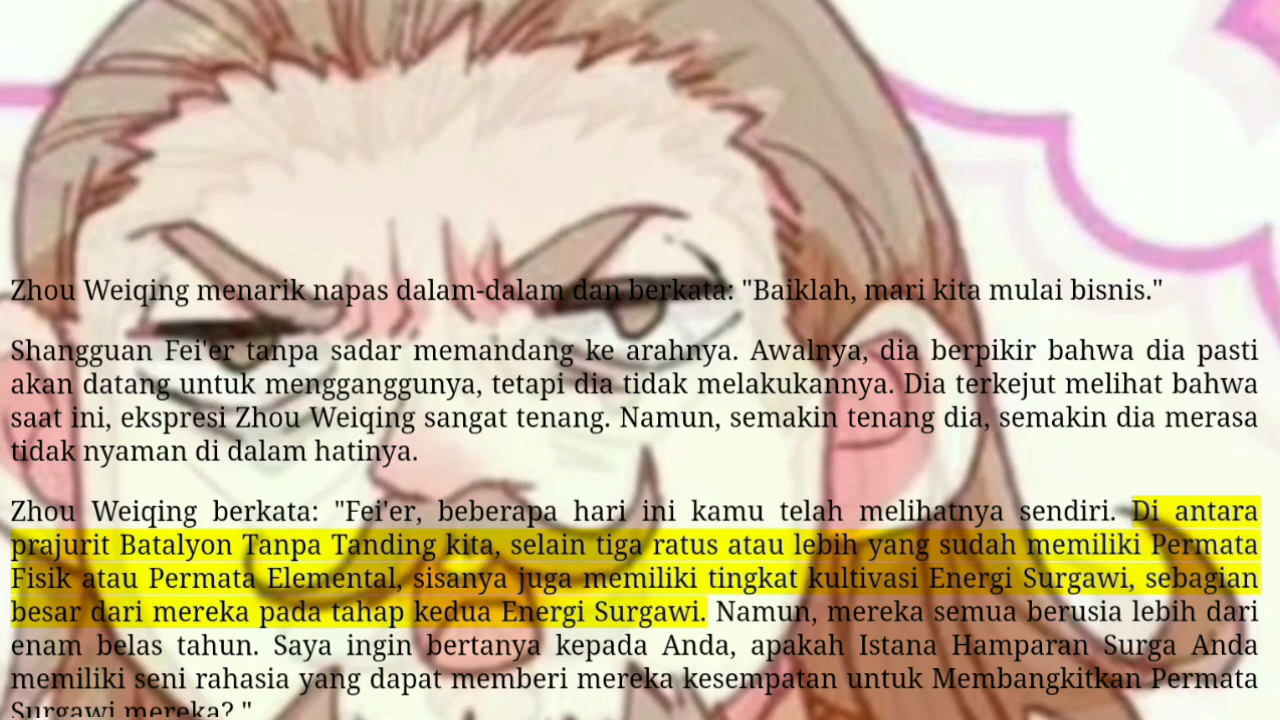 Zhou Weiqing menarik napas dalam-dalam dan berkata: "Baiklah, mari kita mulai bisnis."
Shangguan Fei'er tanpa sadar memandang ke arahnya. Awalnya, dia berpikir bahwa dia pasti
akan datang untuk mengganggunya, tetapi dia tidak melakukannya. Dia terkejut melihat bahwa
saat ini, ekspresi Zhou Weiqing sangat tenang. Namun, semakin tenang dia, semakin dia merasa
tidak nyaman di dalam hatinya.
Zhou Weiqing berkata: "Fei'er, beberapa hari ini kamu telah melihatnya sendiri. Di antara
prajurit Batalyon Tanpa Tanding kita, selain tiga ratus atau lebih yang sudah memiliki Permata
Fisik atau Permata Elemental, sisanya juga memiliki tingkat kultivasi Energi Surgawi, sebagian
besar dari mereka pada tahap kedua Energi Surgawi. Namun, mereka semua berusia lebih dari
enam belas tahun. Saya ingin bertanya kepada Anda, apakah Istana Hamparan Surga Anda
memiliki seni rahasia yang dapat memberi mereka kesempatan untuk Membangkitkan Permata
Surgawi mereka? "